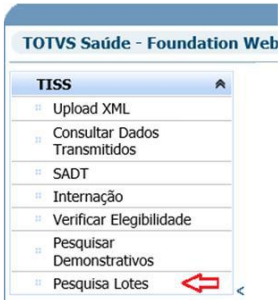 TOTVS Saúde - Foundation Web
TISS
Upload XML
Consultar Dados
Transmitidos
SADT
Internação
Verificar Elegibilidade
Pesquisar
Demonstrativos
Pesquisa Lotes
<